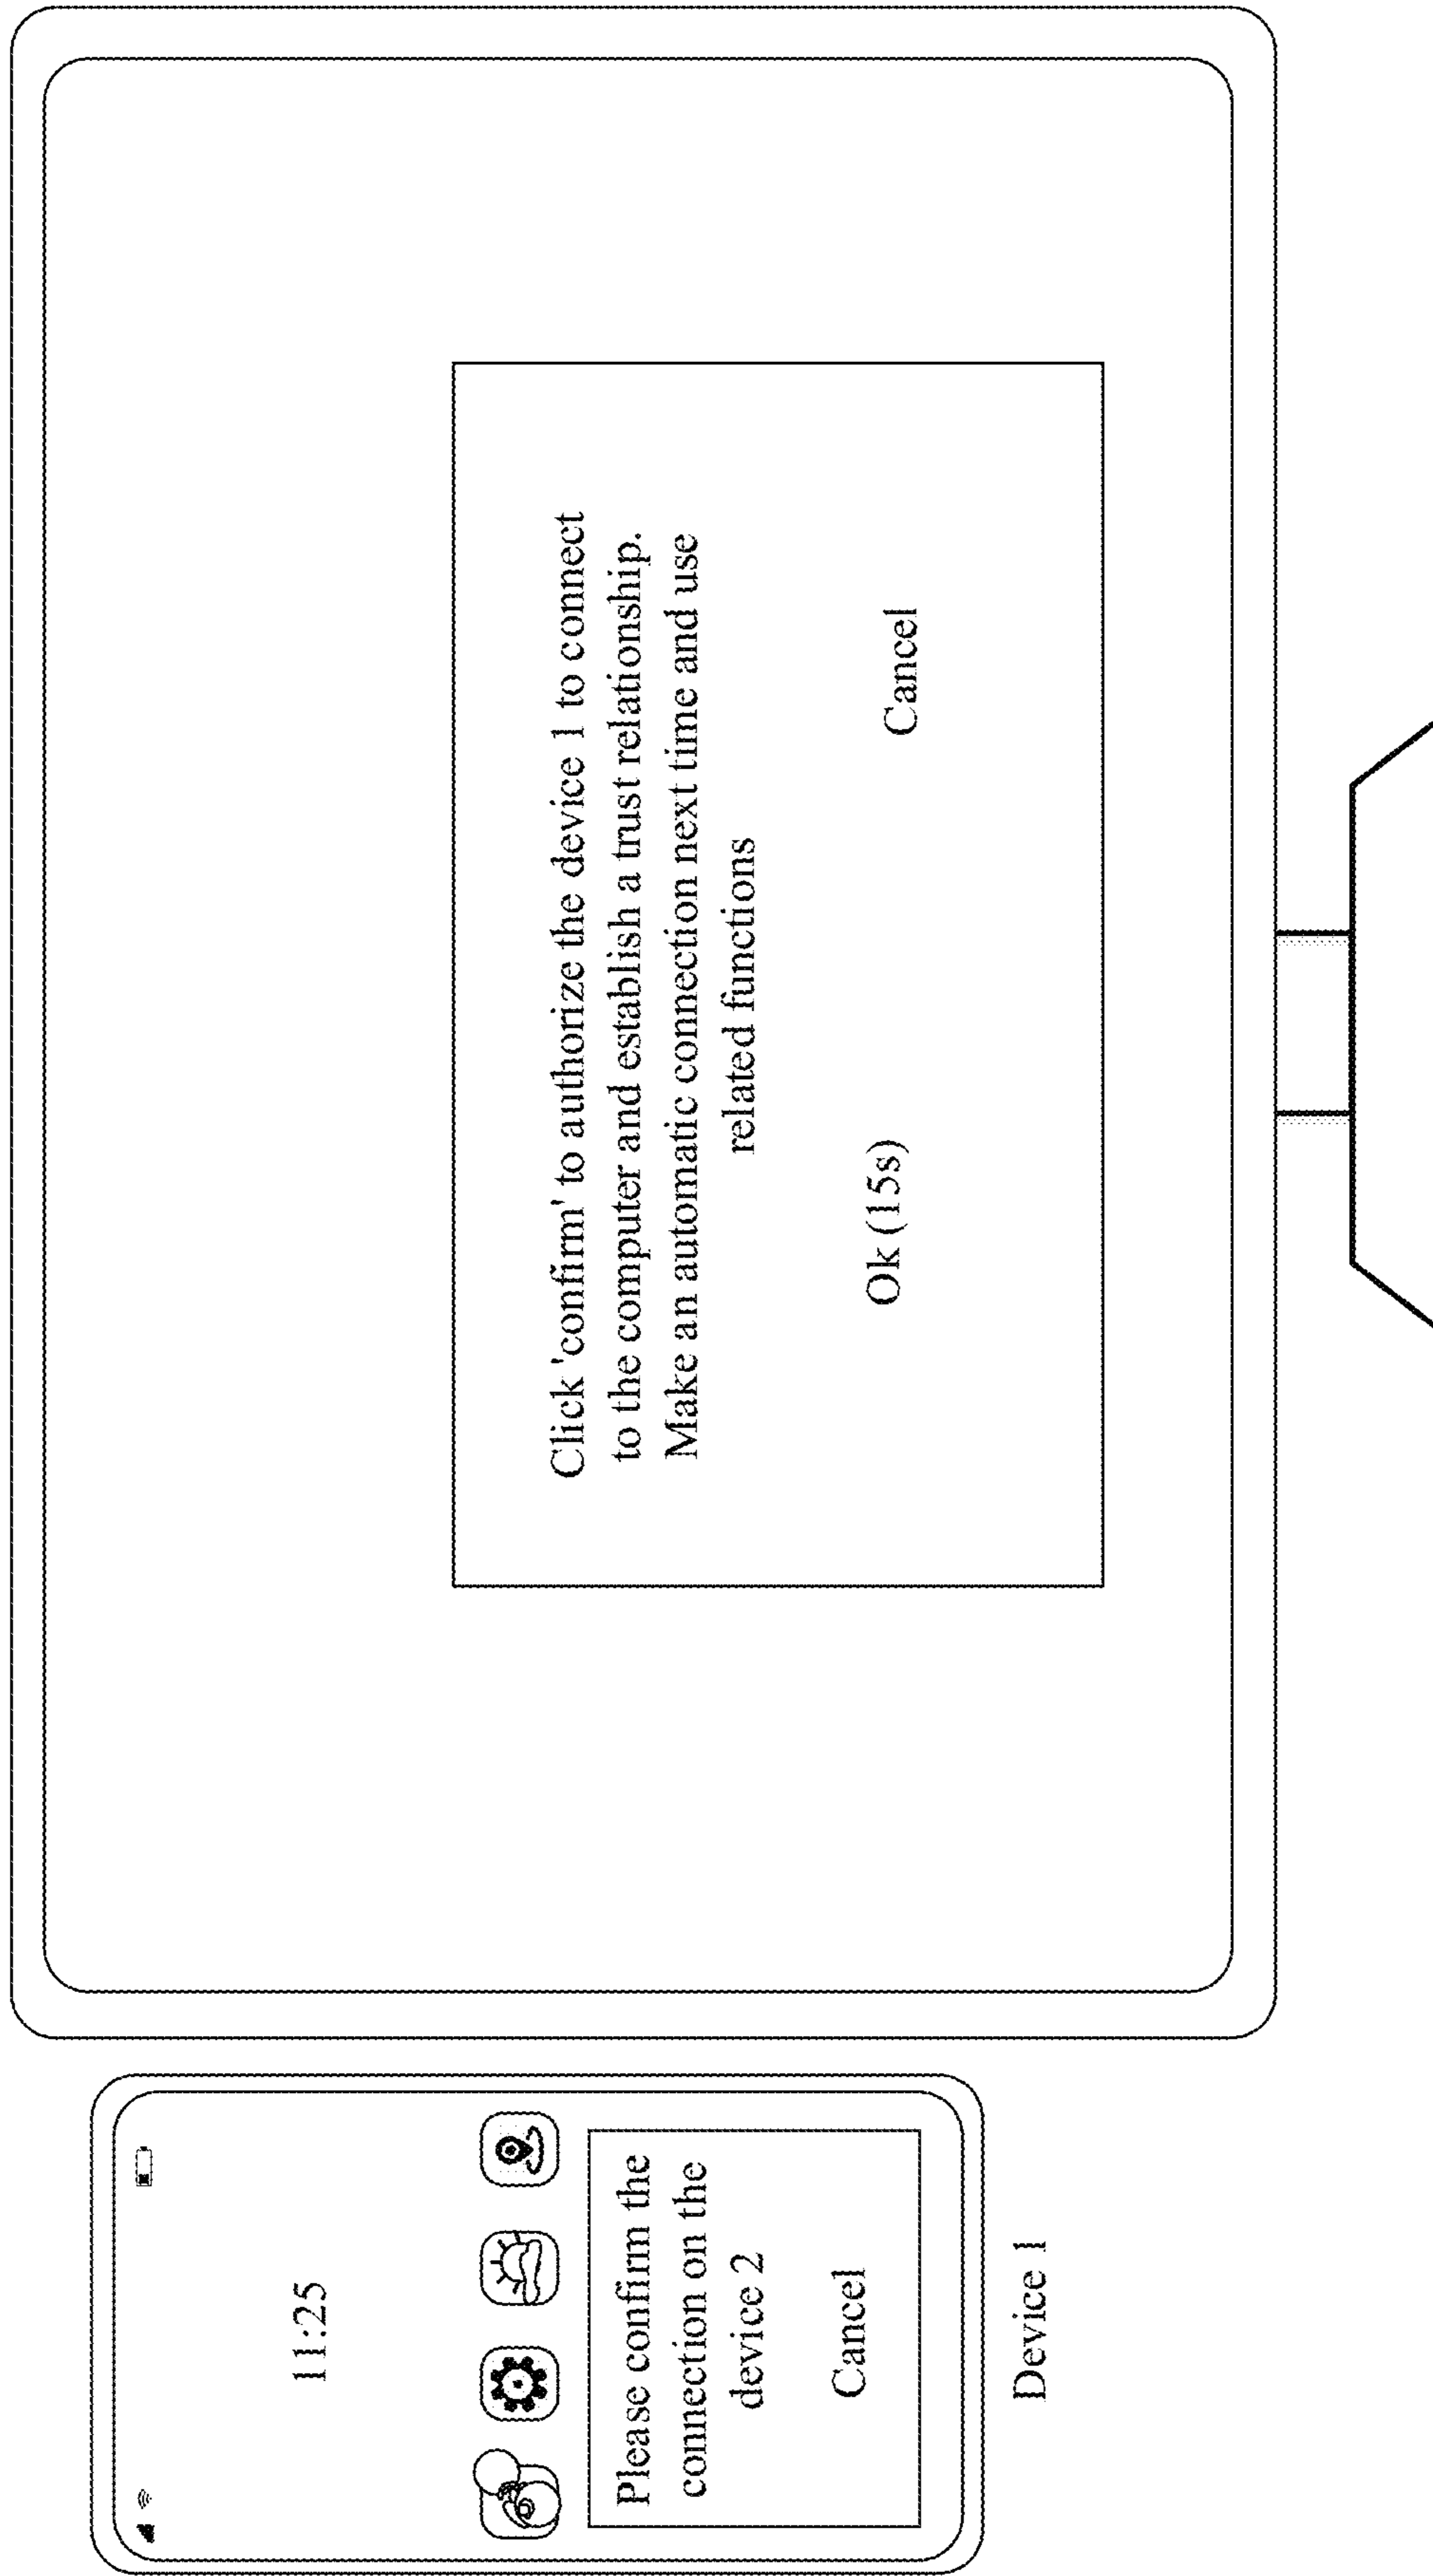 11:25
Please confirm the
connection on the
device 2
Cancel
Device 1
Click 'confirm' to authorize the device 1 to connect
to the computer and establish a trust relationship.
Make an automatic connection next time and use
related functions
Ok (15s)
Cancel